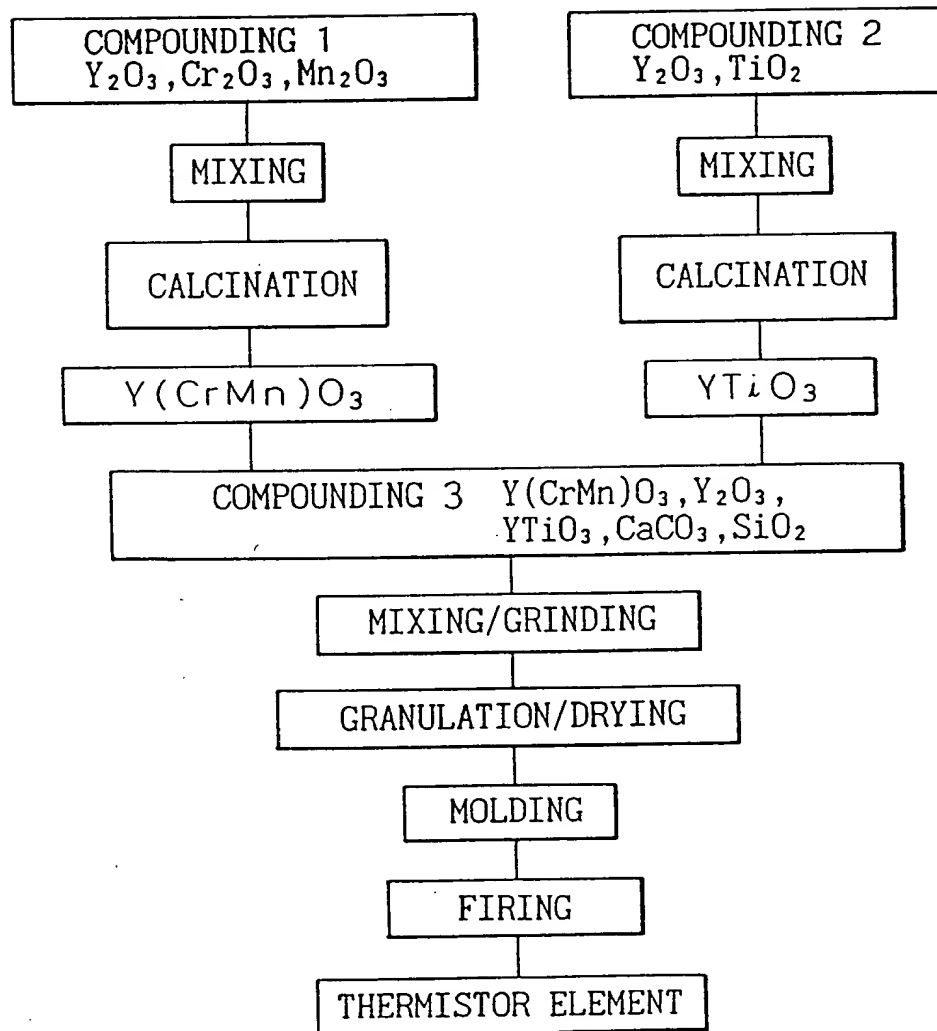 COMPOUNDING 1
Y₂O₃,Cr₂O₃,Mn₂O₃
MIXING
CALCINATION
Y(CrMn)O₃
COMPOUNDING 2
Y₂O₃,TiO₂
MIXING
CALCINATION
YTiO₃
COMPOUNDING 3 Y(CrMn)O₃,Y₂O₃,
YTiO₃,CaCO₃,SiO₂
MIXING/GRINDING
GRANULATION/DRYING
MOLDING
FIRING
THERMISTOR ELEMENT